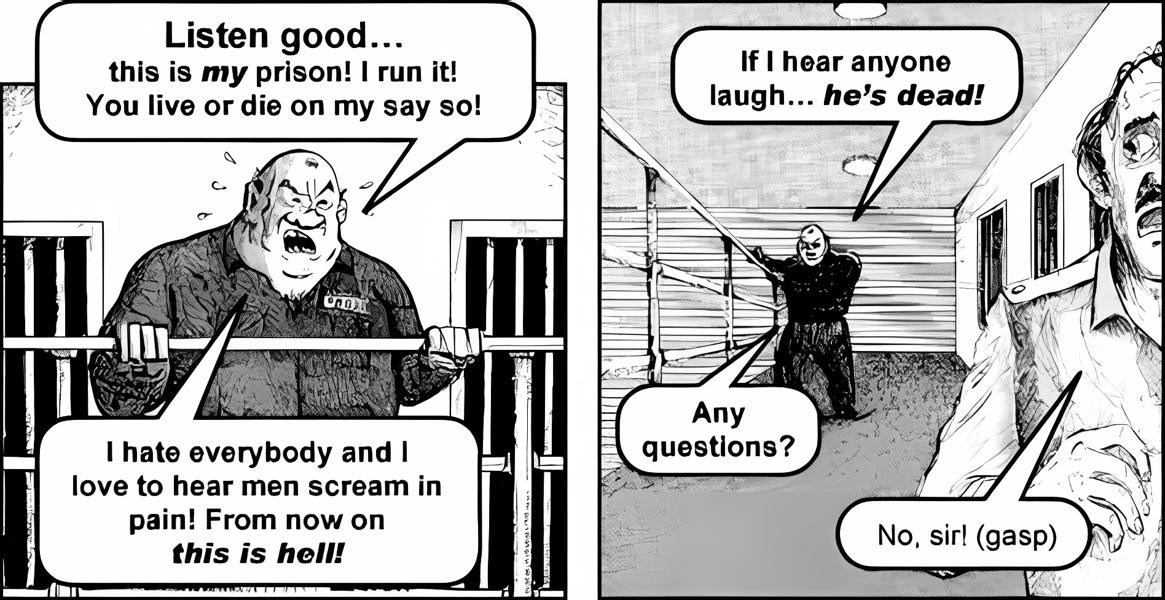 Listen good...
this is my prison! I run it!
You live or die on my say so!
I hate everybody and I
love to hear men scream in
pain! From now on
this is hell!
If I hear anyone
laugh... he's dead!
Any
questions?
No, sir! (gasp)